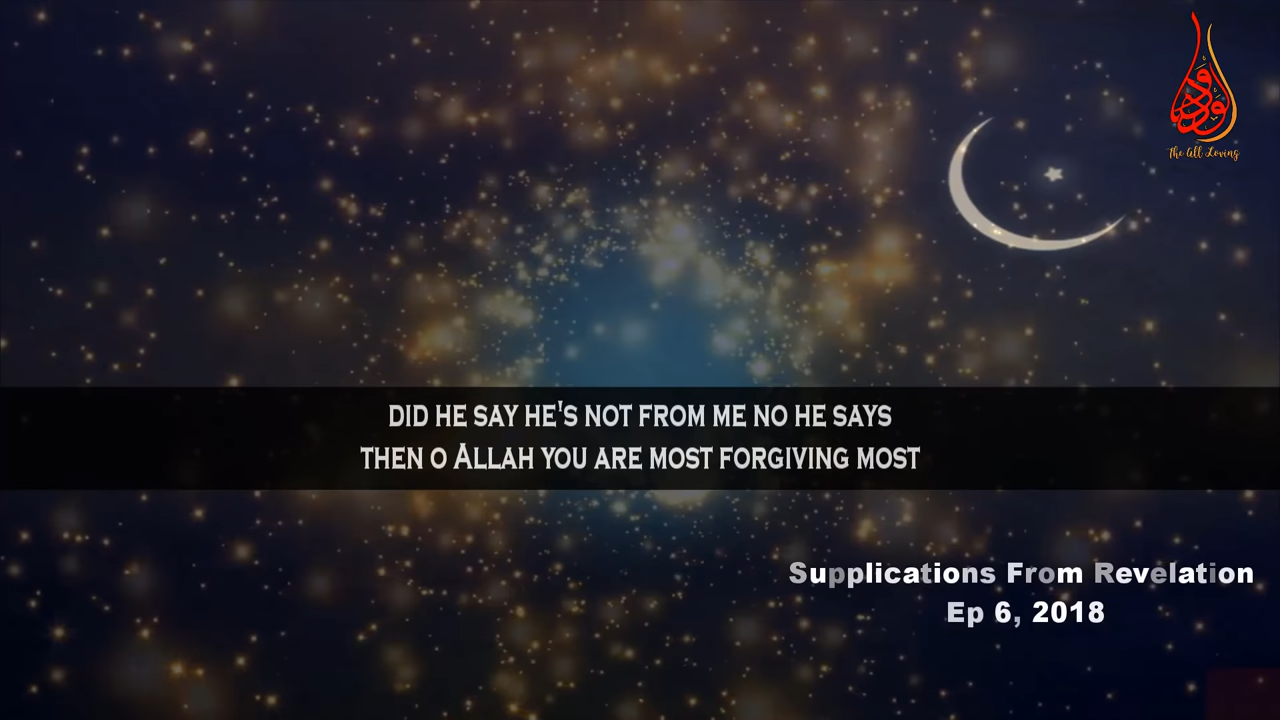 الودود
The All Loving
DID HE SAY HE'S NOT FROM ME NO HE SAYS
THEN O ALLAH YOU ARE MOST FORGIVING MOST
Supplications From Revelation
Ep 6, 2018